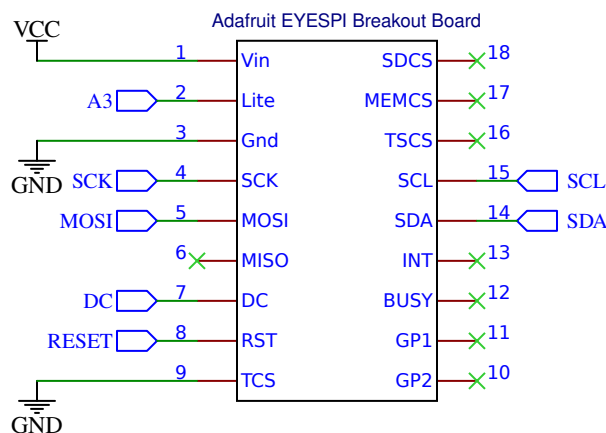 Adafruit EYESPI Breakout Board
VCC 1 Vin SDCS 18
A3 2 Lite MEMCS 17
3 Gnd TSCS 16
GND
SCK 4 SCK SCL 15 SCL
MOSI 5 MOSI SDA 14 SDA
6 MISO INT 13
DC 7 DC BUSY 12
RESET 8 RST GP1 11
9 TCS GP2 10
GND